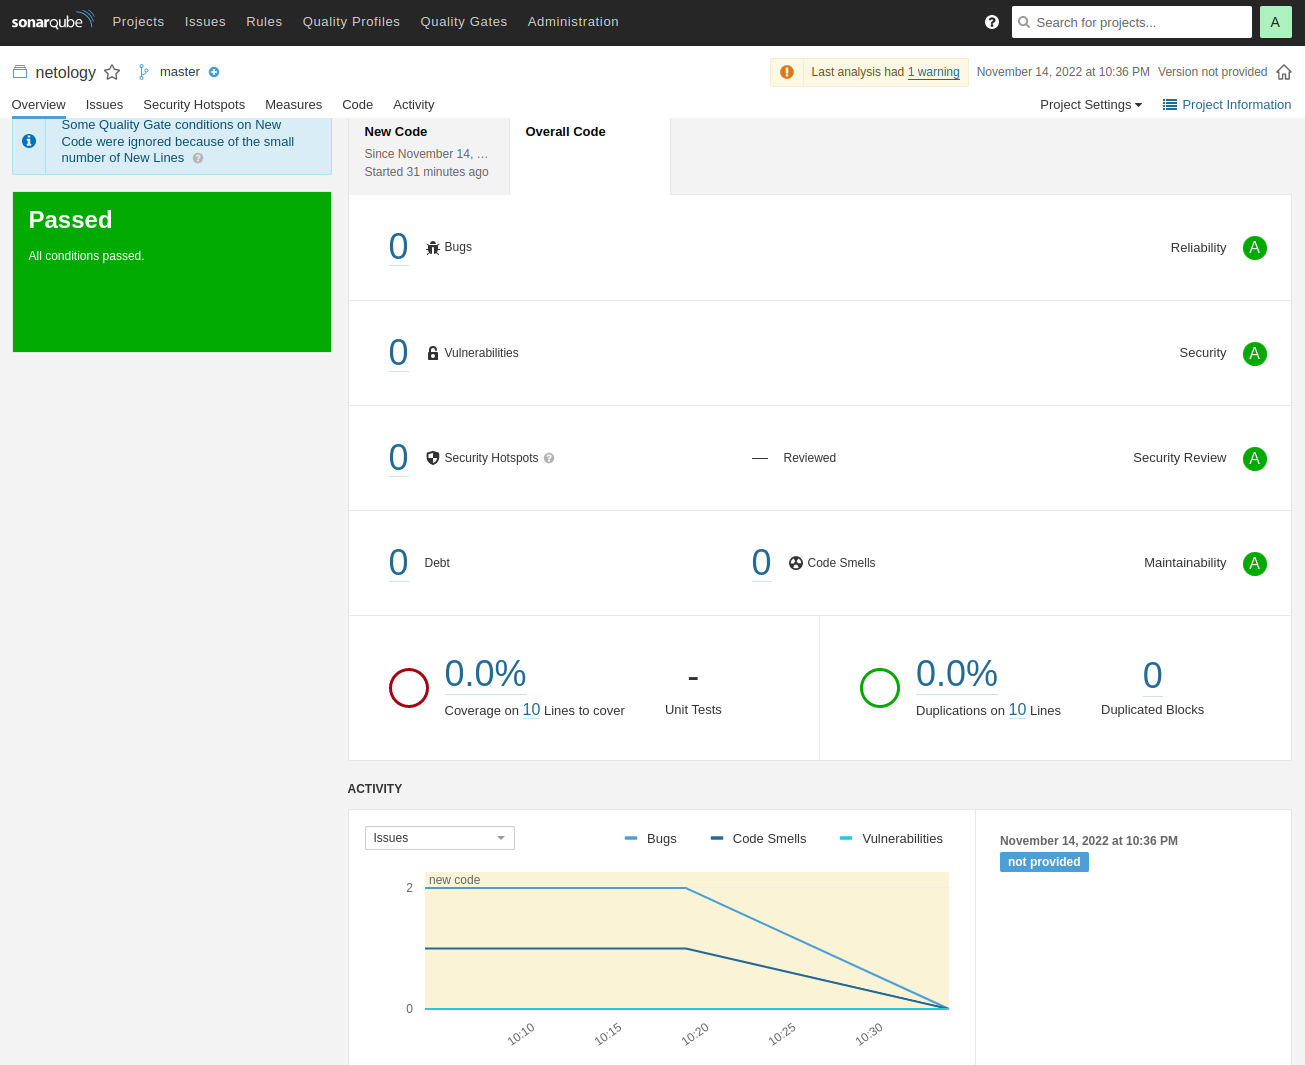 sonarqube Projects Issues Rules Quality Profiles Quality Gates Administration Search for projects... A
netology master Last analysis had 1 warning November 14, 2022 at 10:36 PM Version not provided
Overview Issues Security Hotspots Measures Code Activity Project Settings Project Information
Some Quality Gate conditions on New
Code were ignored because of the small
number of New Lines
Passed
All conditions passed.
New Code
Since November 14, …
Started 31 minutes ago
Overall Code
0 Bugs Reliability A
0 Vulnerabilities Security A
0 Security Hotspots — Reviewed Security Review A
0 Debt 0 Code Smells Maintainability A
0.0%
Coverage on 10 Lines to cover
-
Unit Tests
0.0%
Duplications on 10 Lines
0
Duplicated Blocks
ACTIVITY
Issues Bugs Code Smells Vulnerabilities
new code
2
0
10:10 10:15 10:20 10:25 10:30
November 14, 2022 at 10:36 PM
not provided